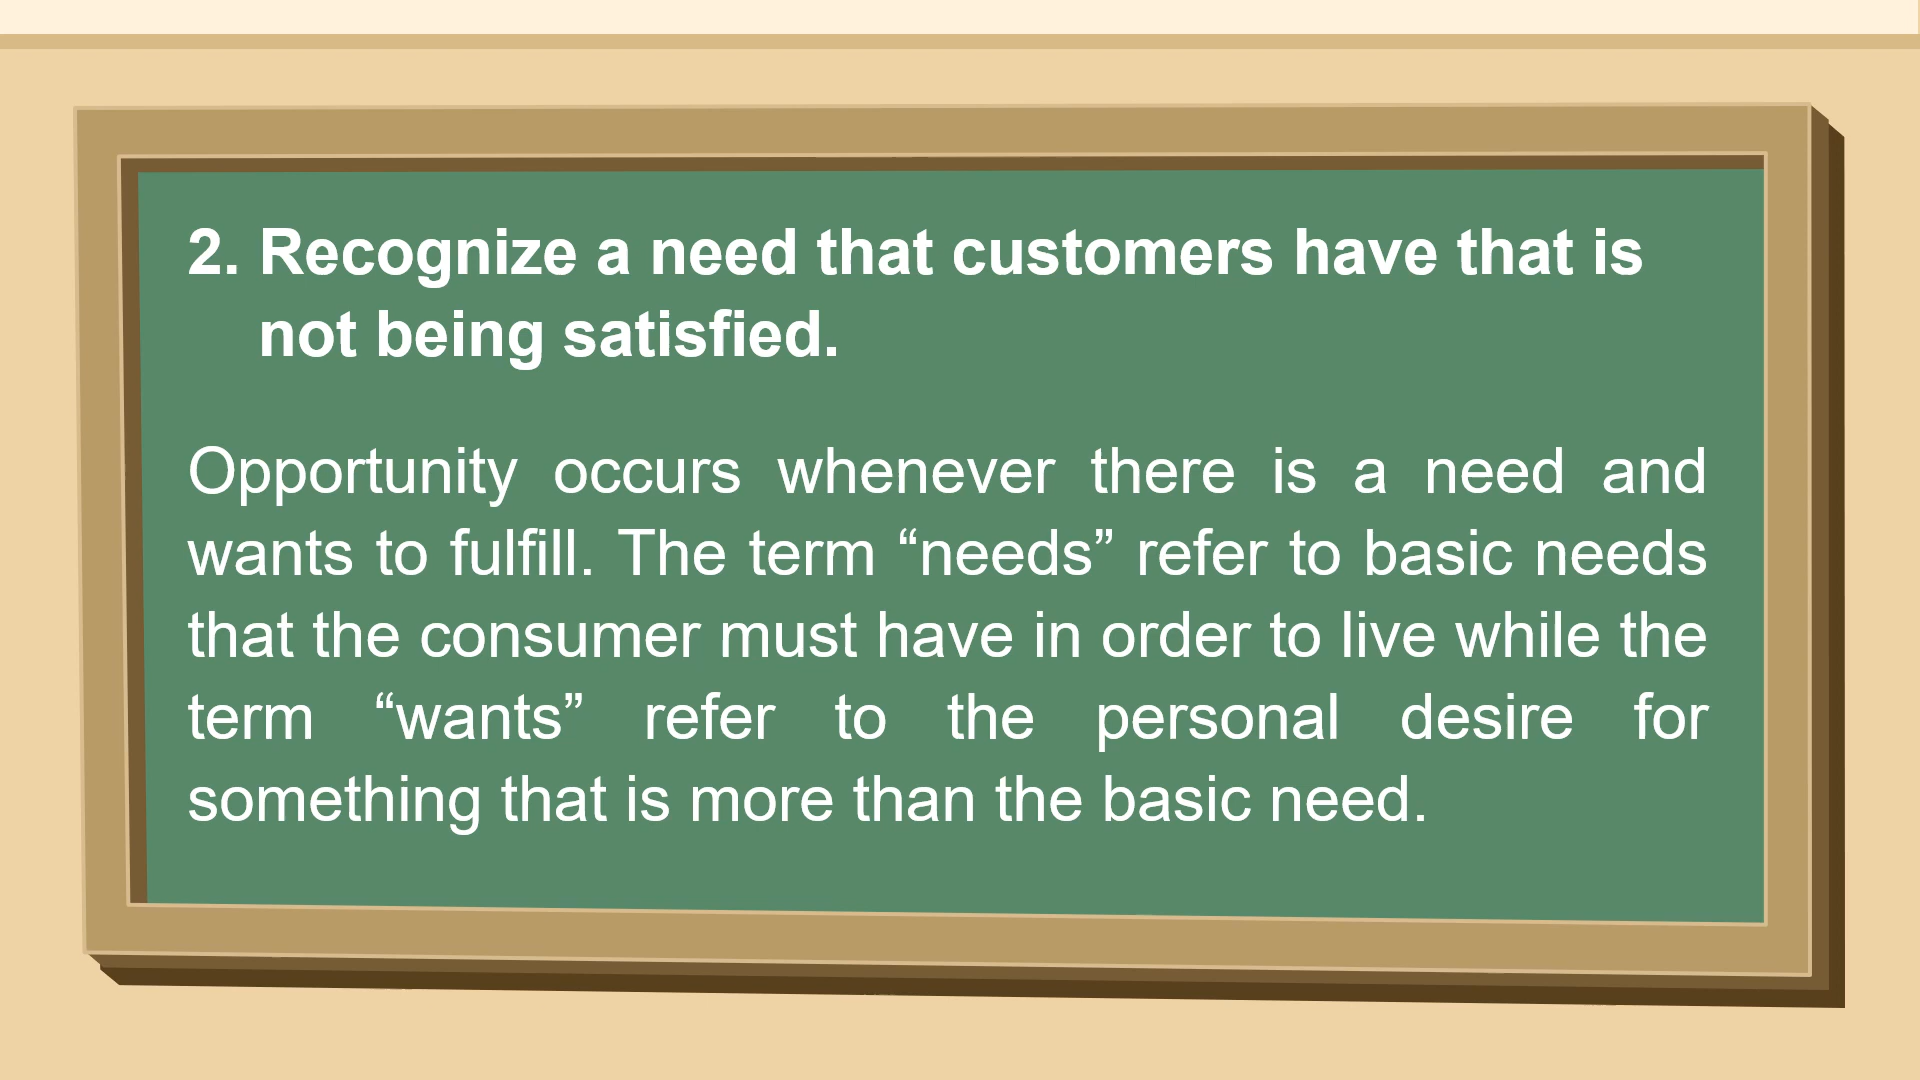 2. Recognize a need that customers have that is
not being satisfied.
Opportunity occurs whenever there is a need and
wants to fulfill. The term “needs” refer to basic needs
that the consumer must have in order to live while the
term “wants” refer to the personal desire for
something that is more than the basic need.